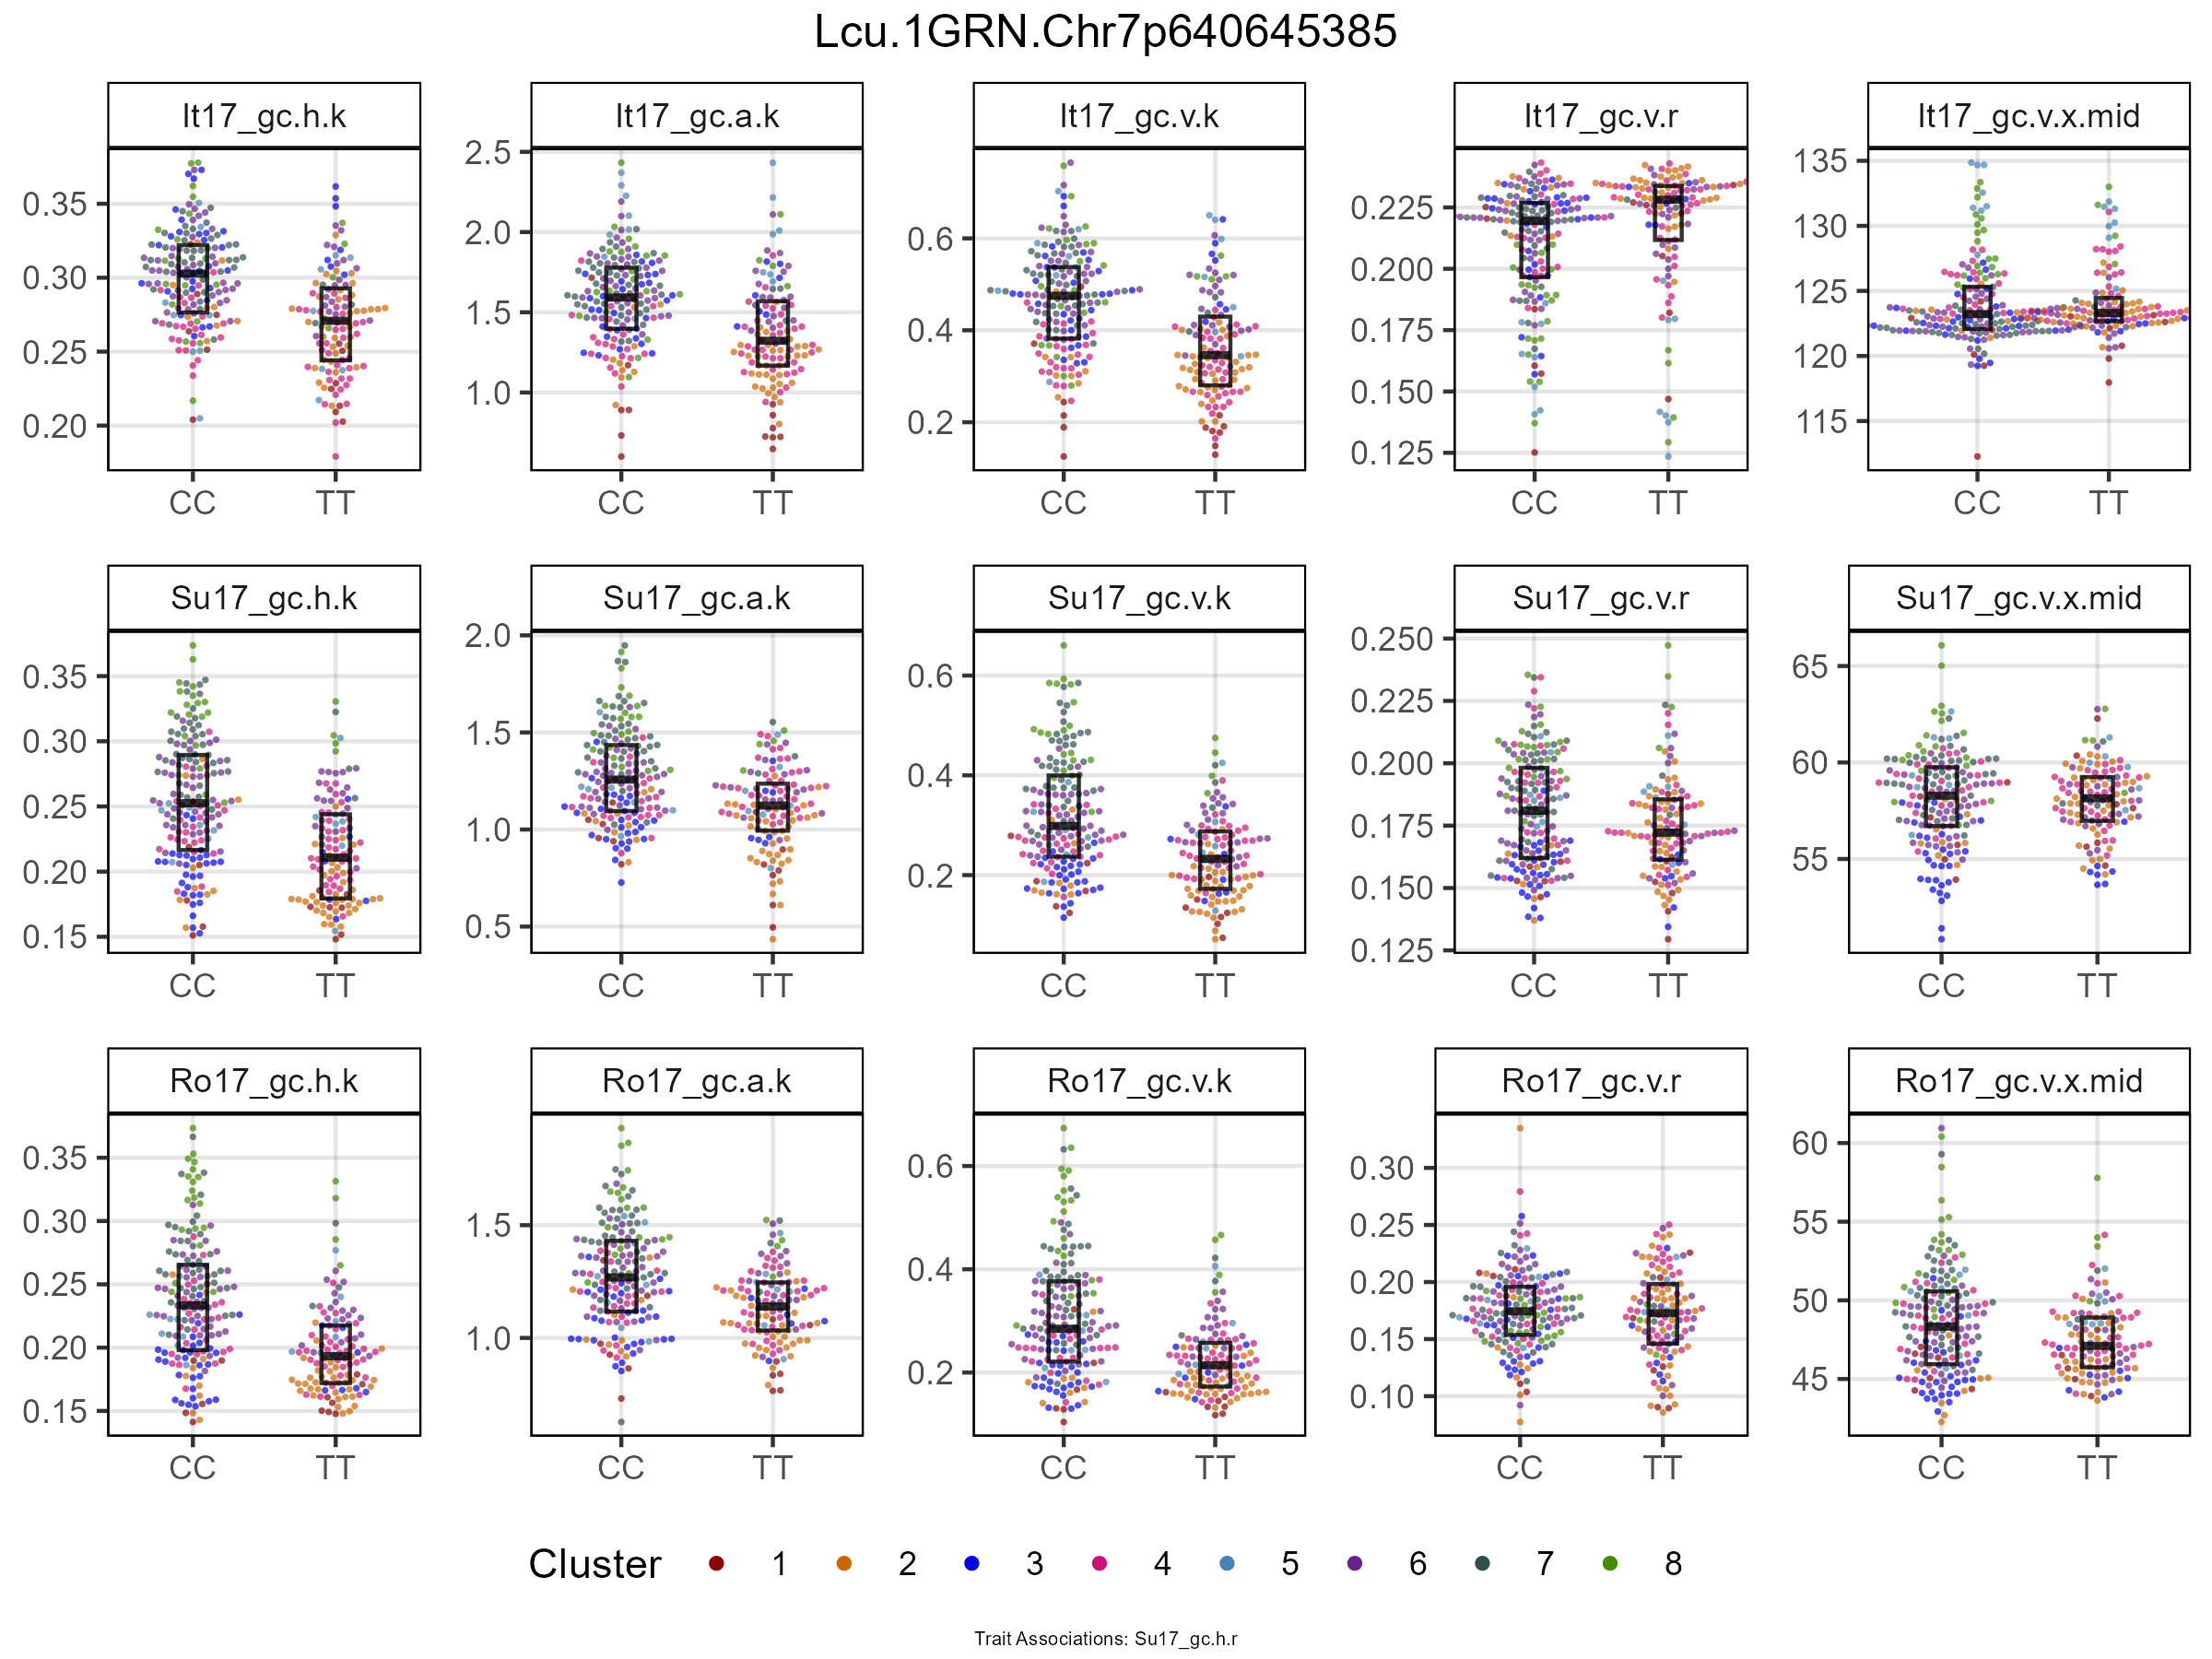 Lcu.1GRN.Chr7p640645385
It17_gc.h.k
It17_gc.a.k
It17_gc.v.k
It17_gc.v.r
It17_gc.v.x.mid
0.35
0.30
0.25
0.20
2.5
2.0
1.5
1.0
0.6
0.4
0.2
0.225
0.200
0.175
0.150
0.125
135
130
125
120
115
CC TT
CC TT
CC TT
CC TT
CC TT
Su17_gc.h.k
Su17_gc.a.k
Su17_gc.v.k
Su17_gc.v.r
Su17_gc.v.x.mid
0.35
0.30
0.25
0.20
0.15
2.0
1.5
1.0
0.5
0.6
0.4
0.2
0.250
0.225
0.200
0.175
0.150
0.125
65
60
55
CC TT
CC TT
CC TT
CC TT
CC TT
Ro17_gc.h.k
Ro17_gc.a.k
Ro17_gc.v.k
Ro17_gc.v.r
Ro17_gc.v.x.mid
0.35
0.30
0.25
0.20
0.15
1.5
1.0
0.6
0.4
0.2
0.30
0.25
0.20
0.15
0.10
60
55
50
45
CC TT
CC TT
CC TT
CC TT
CC TT
Cluster 1 2 3 4 5 6 7 8
Trait Associations: Su17_gc.h.r